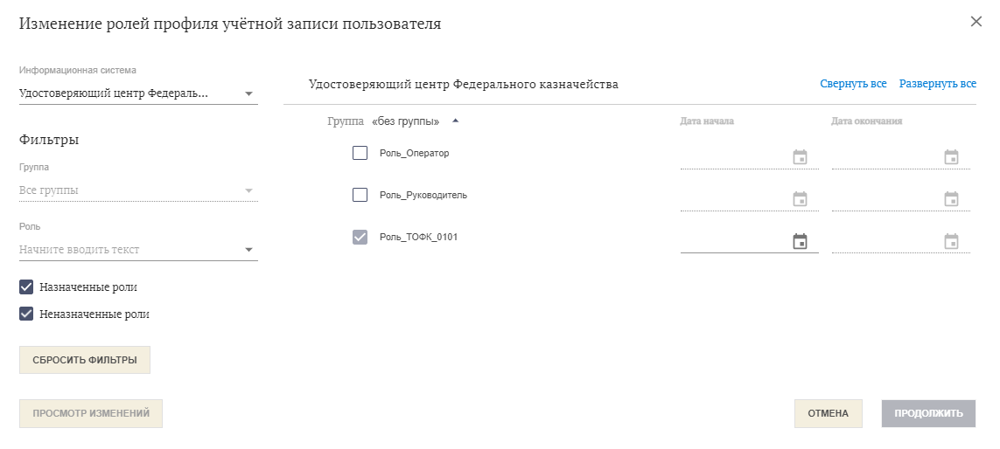 Изменение ролей профиля учётной записи пользователя
Информационная система
Удостоверяющий центр Федераль...
Фильтры
Группа
Все группы
Роль
Начните вводить текст
Назначенные роли
Неназначенные роли
СБРОСИТЬ ФИЛЬТРЫ
ПРОСМОТР ИЗМЕНЕНИЙ
Удостоверяющий центр Федерального казначейства
Свернуть все Развернуть все
Группа «без группы» Дата начала Дата окончания
Роль_Оператор
Роль_Руководитель
Роль_ТОФК_0101
ОТМЕНА ПРОДОЛЖИТЬ